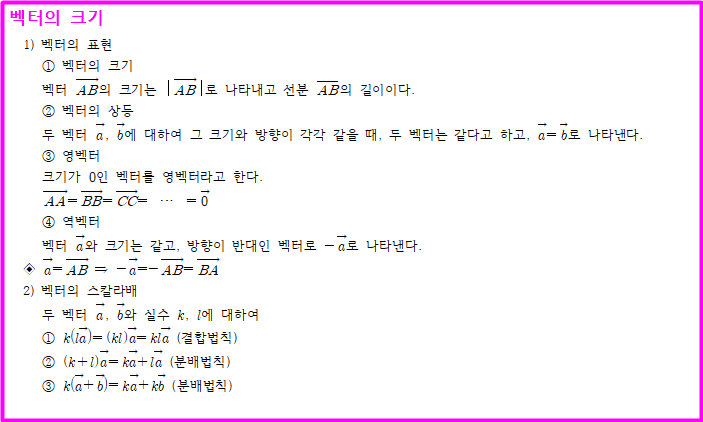 벡터의 크기
1) 벡터의 표현
① 벡터의 크기
벡터 $\overrightarrow{AB}$의 크기는 $|\overrightarrow{AB}|$로 나타내고 선분 $\overline{AB}$의 길이이다.
② 벡터의 상등
두 벡터 $\vec{a}$, $\vec{b}$에 대하여 그 크기와 방향이 각각 같을 때, 두 벡터는 같다고 하고, $\vec{a}=\vec{b}$로 나타낸다.
③ 영벡터
크기가 0인 벡터를 영벡터라고 한다.
$\overrightarrow{AA}=\overrightarrow{BB}=\overrightarrow{CC}= \cdots =\vec{0}$
④ 역벡터
벡터 $\vec{a}$와 크기는 같고, 방향이 반대인 벡터로 $-\vec{a}$로 나타낸다.
◈ $\vec{a}=\overrightarrow{AB} \Rightarrow -\vec{a}=-\overrightarrow{AB}=\overrightarrow{BA}$
2) 벡터의 스칼라배
두 벡터 $\vec{a}$, $\vec{b}$와 실수 $k$, $l$에 대하여
① $k(l\vec{a})=(kl)\vec{a}=kl\vec{a}$ (결합법칙)
② $(k+l)\vec{a}=k\vec{a}+l\vec{a}$ (분배법칙)
③ $k(\vec{a}+\vec{b})=k\vec{a}+k\vec{b}$ (분배법칙)